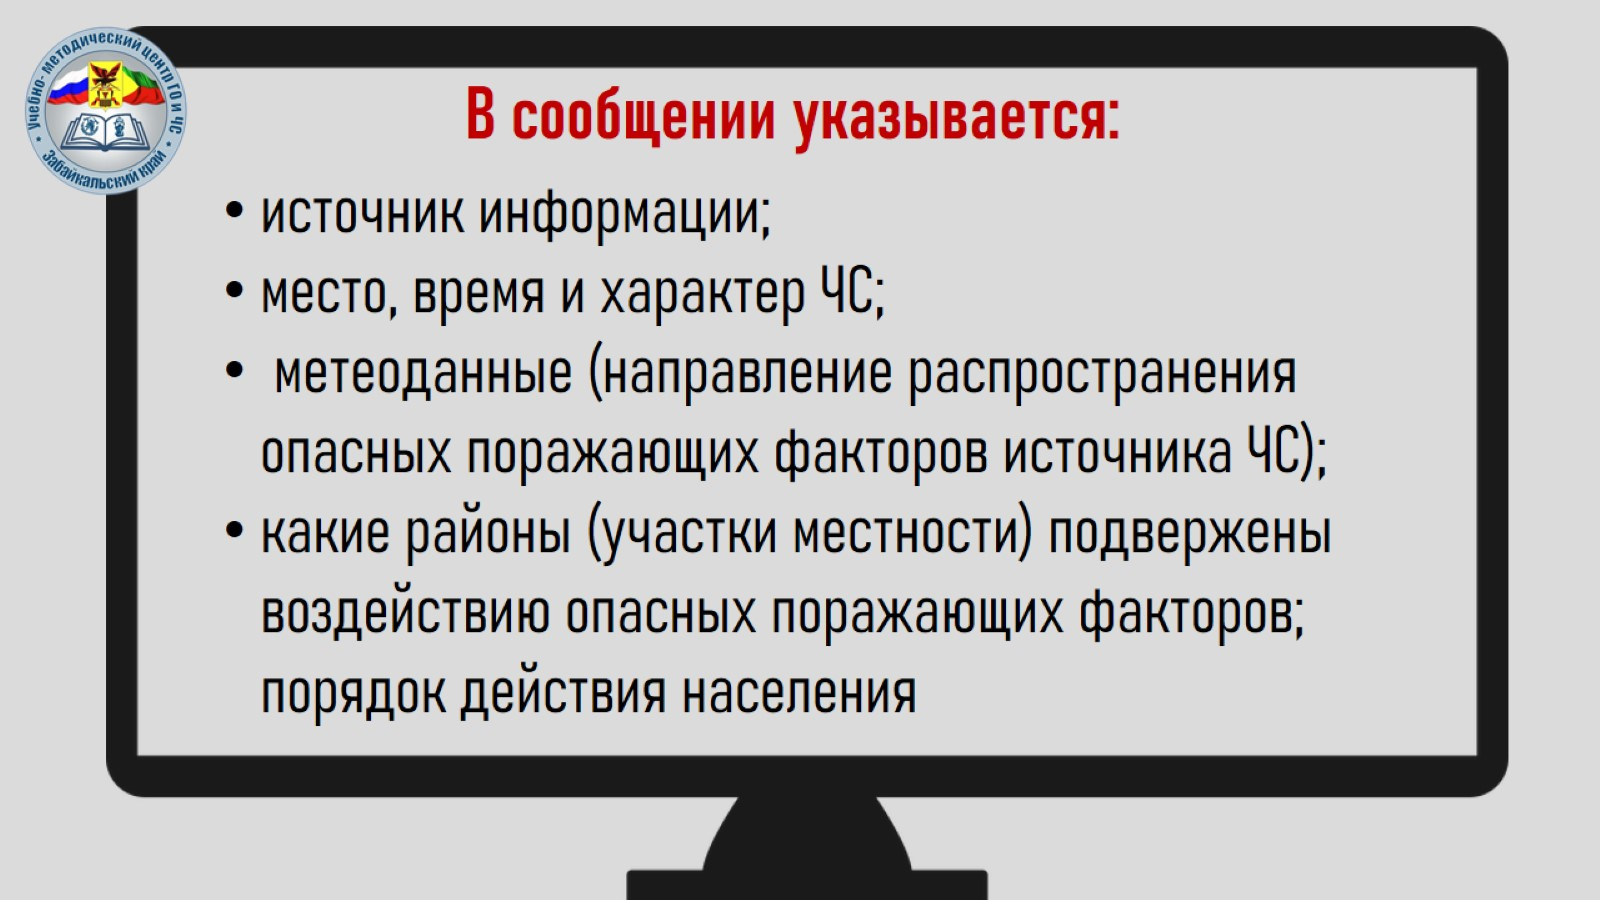 Учебно- методический центр ГО и ЧС
• Забайкальский край •
В сообщении указывается:
• источник информации;
• место, время и характер ЧС;
• метеоданные (направление распространения
опасных поражающих факторов источника ЧС);
• какие районы (участки местности) подвержены
воздействию опасных поражающих факторов;
порядок действия населения